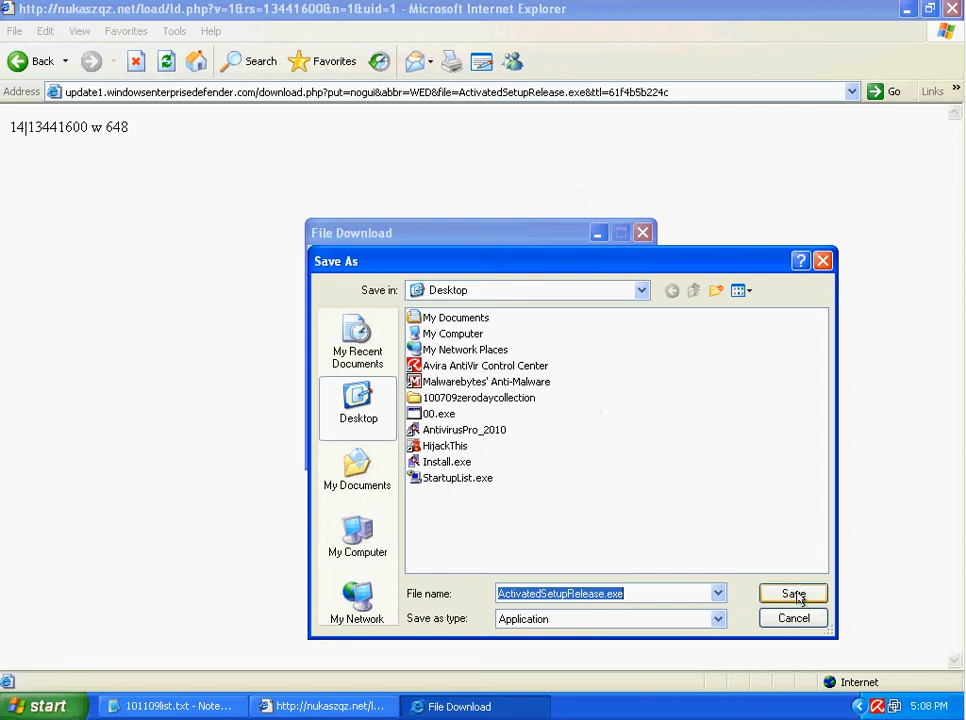 http://nukaszqz.net/load/ld.php?v=1&rs=13441600&n=1&uid=1 - Microsoft Internet Explorer
File Edit View Favorites Tools Help
Back Search Favorites
Address update1.windowsenterprisedefender.com/download.php?put=nogui&abbr=WED&file=ActivatedSetupRelease.exe&ttl=61f4b5b224c Go Links »
14|13441600 w 648
File Download
Save As
Save in: Desktop
My Recent Documents
Desktop
My Documents
My Computer
My Network
My Documents
My Computer
My Network Places
Avira AntiVir Control Center
Malwarebytes' Anti-Malware
100709zerodaycollection
00.exe
AntivirusPro_2010
HijackThis
Install.exe
StartupList.exe
File name: ActivatedSetupRelease.exe Save
Save as type: Application Cancel
Internet
start 101109list.txt - Note... http://nukaszqz.net/l... File Download 5:08 PM